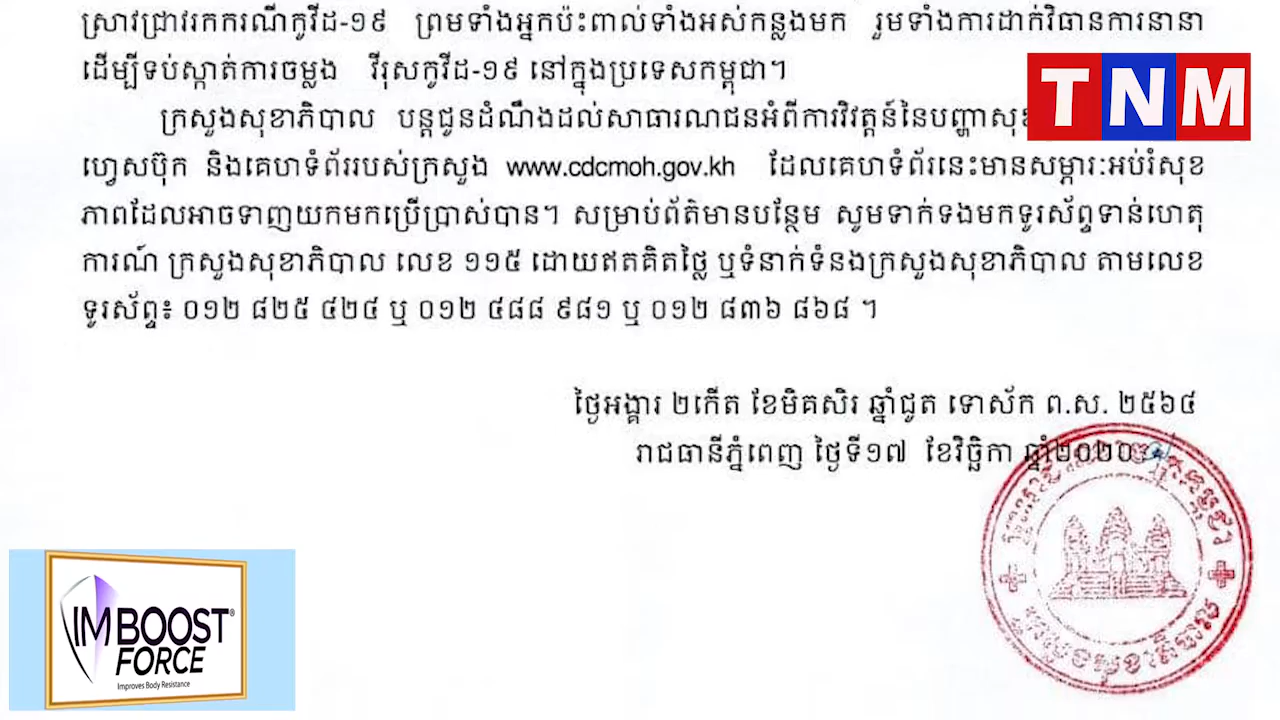 ស្រាវជ្រាវរកករណីកូវីដ-១៩ ព្រមទាំងអ្នកប៉ះពាល់ទាំងអស់កន្លងមក រួមទាំងការដាក់វិធានការនានា
ដើម្បីទប់ស្កាត់ការចម្លង វីរុសកូវីដ-១៩ នៅក្នុងប្រទេសកម្ពុជា។
TNM
ក្រសួងសុខាភិបាល បន្តជូនដំណឹងដល់សាធារណជនអំពីការវិវត្តន៍នៃបញ្ហាសុខ
ហ្វេសប៊ុក និងគេហទំព័ររបស់ក្រសួង www.cdcmoh.gov.kh ដែលគេហទំព័រនេះមានសម្ភារៈអប់រំសុខ
ភាពដែលអាចទាញយកមកប្រើប្រាស់បាន។ សម្រាប់ព័ត៌មានបន្ថែម សូមទាក់ទងមកទូរស័ព្ទទាន់ហេតុ
ការណ៍ ក្រសួងសុខាភិបាល លេខ ១១៥ ដោយឥតគិតថ្លៃ ឬទំនាក់ទំនងក្រសួងសុខាភិបាល តាមលេខ
ទូរស័ព្ទ៖ ០១២ ៨២៥ ៤២៤ ឬ ០១២ ៤៨៨ ៩៨១ ឬ ០១២ ៨៣៦ ៨៦៨ ។
ថ្ងៃអង្គារ ២កើត ខែមិគសិរ ឆ្នាំជូត ទោស័ក ព.ស. ២៥៦៤
រាជធានីភ្នំពេញ ថ្ងៃទី១៧ ខែវិច្ឆិកា ឆ្នាំ២០២០
ក្រសួងសុខាភិបាល
IMBOOST®
FORCE
Improves Body Resistance